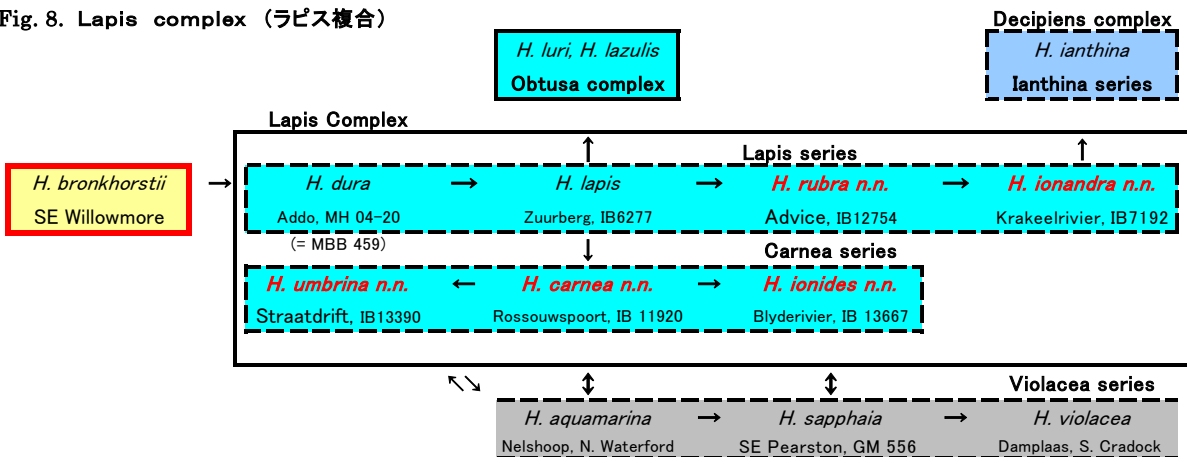 Fig. 8. Lapis complex (ラピス複合)
Decipiens complex
H. luri, H. lazulis
Obtusa complex
H. ianthina
Ianthina series
Lapis Complex
↑
↑
Lapis series
H. bronkhorstii
SE Willowmore
→
H. dura → H. lapis → H. rubra n.n. → H. ionandra n.n.
Addo, MH 04-20 Zuurberg, IB6277 Advice, IB12754 Krakeelrivier, IB7192
(= MBB 459)
↓
Carnea series
H. umbrina n.n. ← H. carnea n.n. → H. ionides n.n.
Straatdrift, IB13390 Rossouwspoort, IB 11920 Blyderivier, IB 13667
↖↘ ↕ ↕
Violacea series
H. aquamarina → H. sapphaia → H. violacea
Nelshoop, N. Waterford SE Pearston, GM 556 Damplaas, S. Cradock